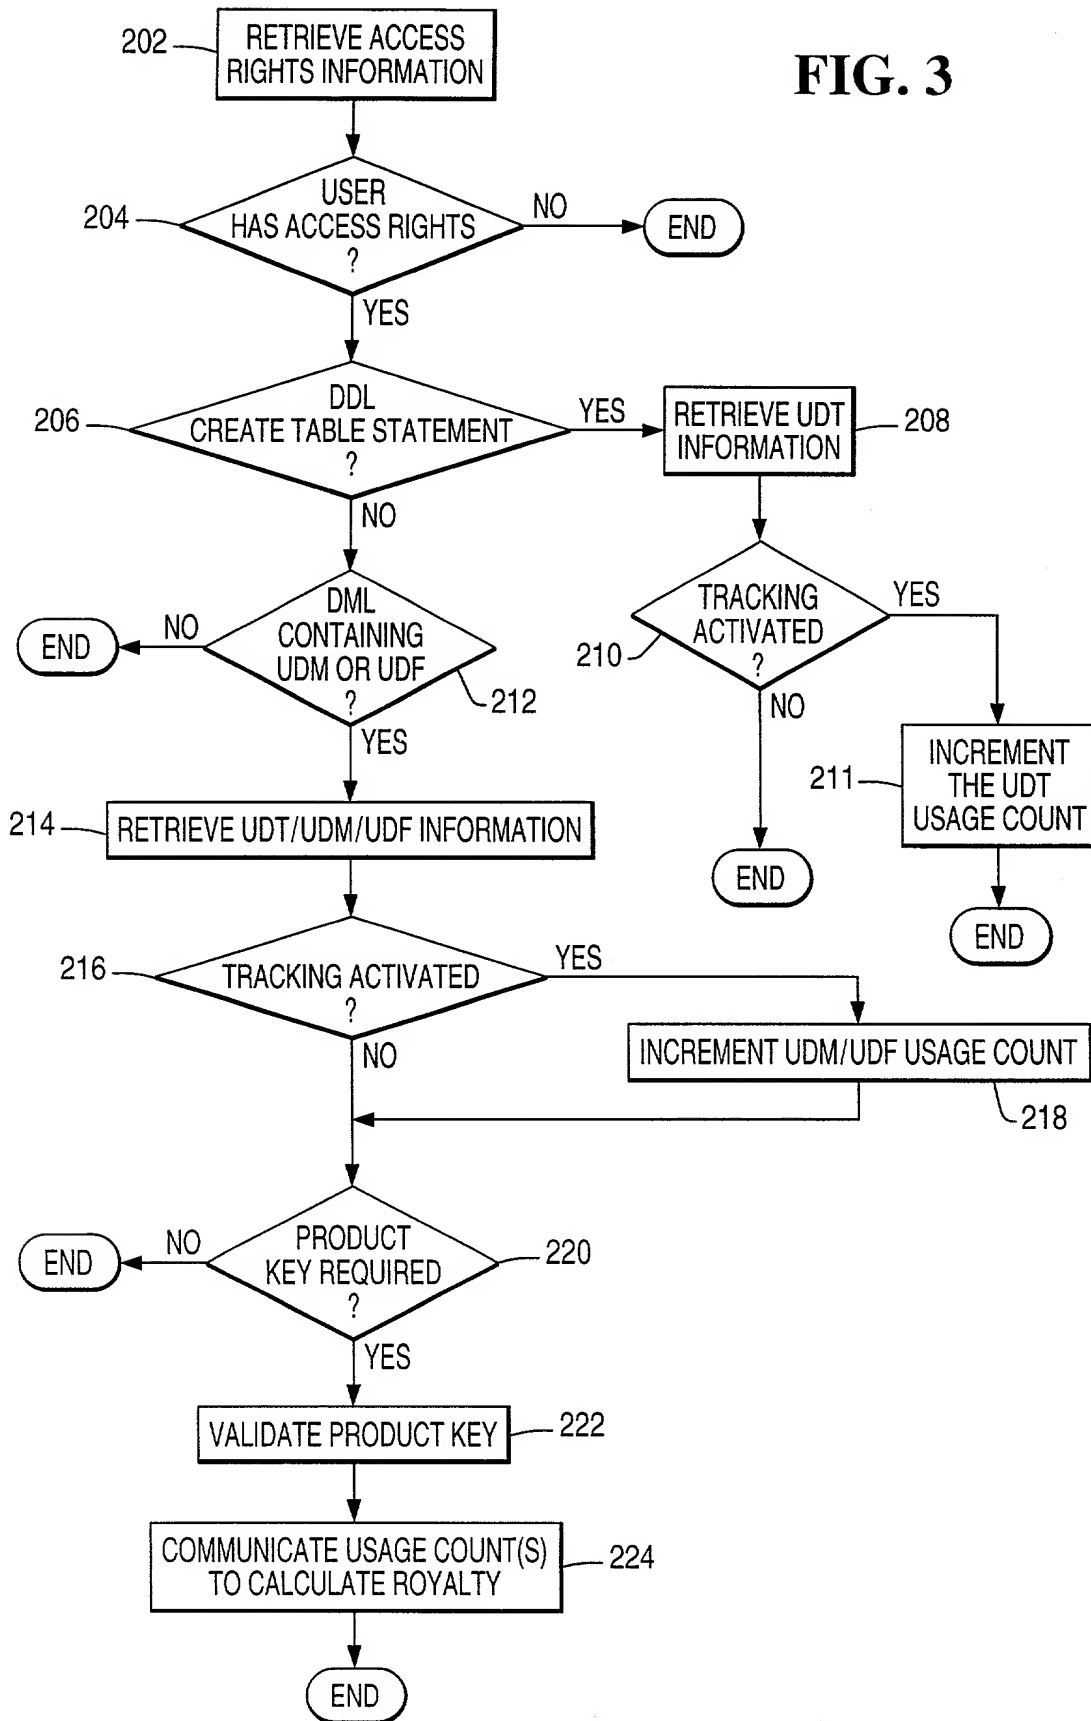 202
RETRIEVE ACCESS
RIGHTS INFORMATION
FIG. 3
204
USER
HAS ACCESS RIGHTS
?
NO
END
YES
206
DDL
CREATE TABLE STATEMENT
?
YES
RETRIEVE UDT
INFORMATION
208
NO
TRACKING
ACTIVATED
?
210
YES
NO
END
211
INCREMENT
THE UDT
USAGE COUNT
END
DML
CONTAINING
UDM OR UDF
?
212
NO
END
YES
214
RETRIEVE UDT/UDM/UDF INFORMATION
216
TRACKING ACTIVATED
?
YES
NO
INCREMENT UDM/UDF USAGE COUNT
218
PRODUCT
KEY REQUIRED
?
220
NO
END
YES
VALIDATE PRODUCT KEY
222
COMMUNICATE USAGE COUNT(S)
TO CALCULATE ROYALTY
224
END